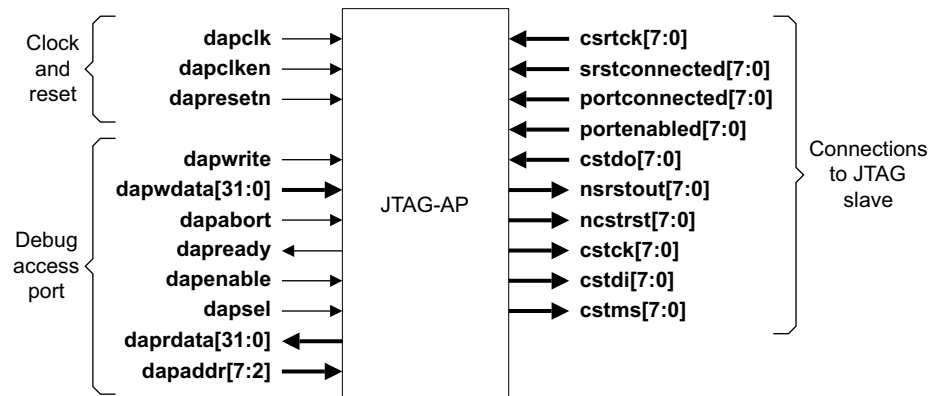 Clock
and
reset
dapclk
dapclken
dapresetn
Debug
access
port
dapwrite
dapwdata[31:0]
dapabort
dapready
dapenable
dapsel
daprdata[31:0]
dapaddr[7:2]
JTAG-AP
csrtck[7:0]
srstconnected[7:0]
portconnected[7:0]
portenabled[7:0]
cstdo[7:0]
nsrstout[7:0]
ncstrst[7:0]
cstck[7:0]
cstdi[7:0]
cstms[7:0]
Connections
to JTAG
slave